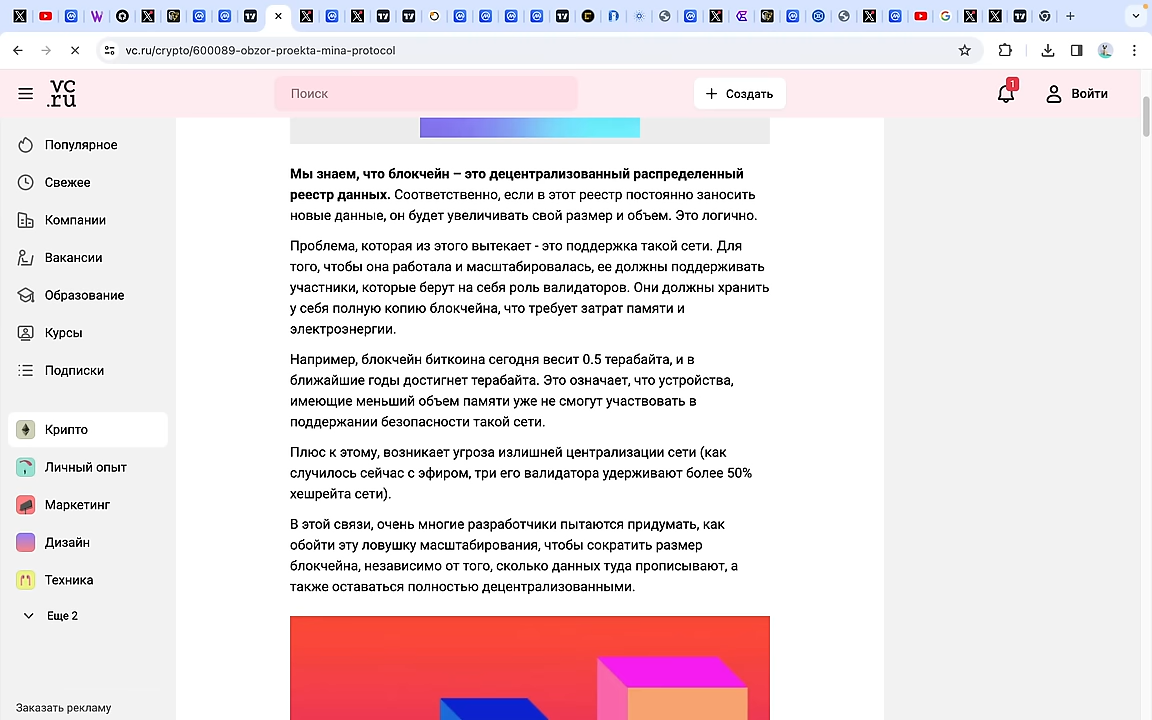 vc.ru/crypto/600089-obzor-proekta-mina-protocol
vc
.ru
Поиск
Создать
1
Войти
Популярное
Свежее
Компании
Вакансии
Образование
Курсы
Подписки
Крипто
Личный опыт
Маркетинг
Дизайн
Техника
Еще 2
Заказать рекламу
Мы знаем, что блокчейн – это децентрализованный распределенный
реестр данных. Соответственно, если в этот реестр постоянно заносить
новые данные, он будет увеличивать свой размер и объем. Это логично.
Проблема, которая из этого вытекает - это поддержка такой сети. Для
того, чтобы она работала и масштабировалась, ее должны поддерживать
участники, которые берут на себя роль валидаторов. Они должны хранить
у себя полную копию блокчейна, что требует затрат памяти и
электроэнергии.
Например, блокчейн биткоина сегодня весит 0.5 терабайта, и в
ближайшие годы достигнет терабайта. Это означает, что устройства,
имеющие меньший объем памяти уже не смогут участвовать в
поддержании безопасности такой сети.
Плюс к этому, возникает угроза излишней централизации сети (как
случилось сейчас с эфиром, три его валидатора удерживают более 50%
хешрейта сети).
В этой связи, очень многие разработчики пытаются придумать, как
обойти эту ловушку масштабирования, чтобы сократить размер
блокчейна, независимо от того, сколько данных туда прописывают, а
также оставаться полностью децентрализованными.